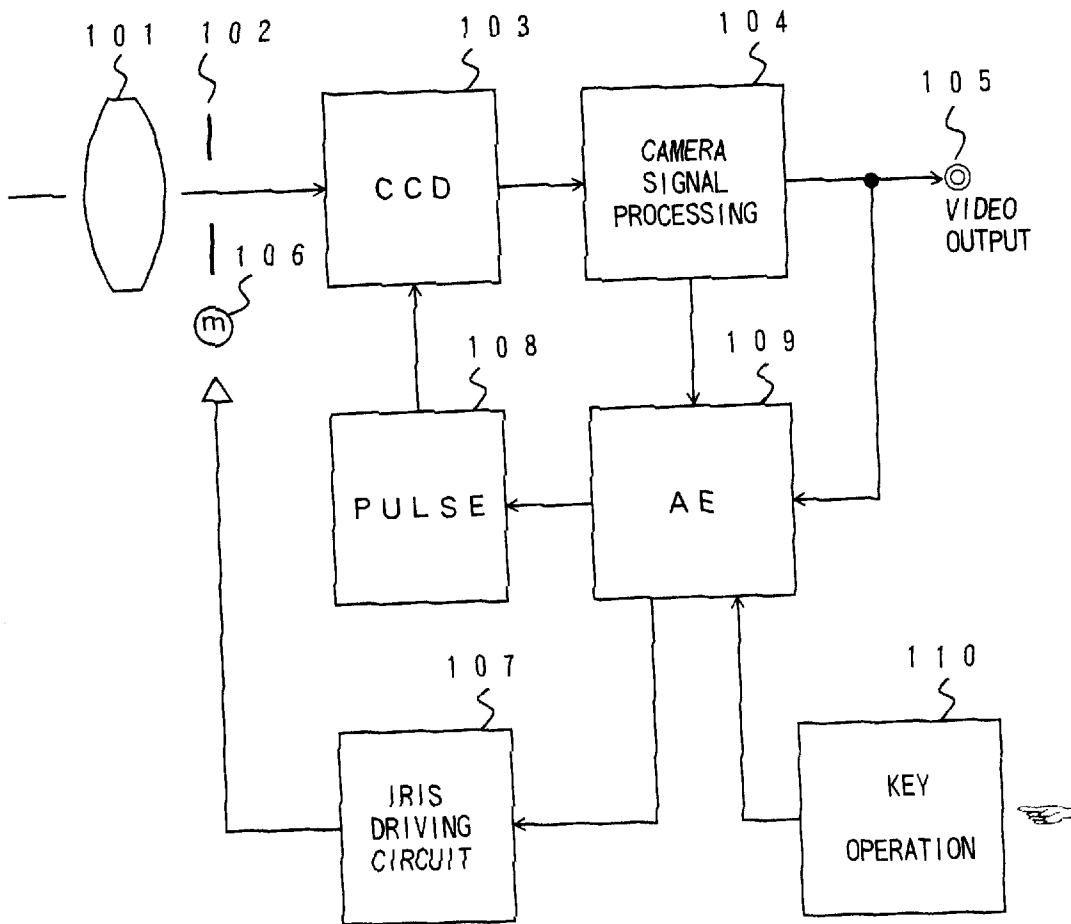 101
102
103
104
105
CCD
CAMERA
SIGNAL
PROCESSING
VIDEO
OUTPUT
106
m
108
109
PULSE
AE
107
110
IRIS
DRIVING
CIRCUIT
KEY
OPERATION